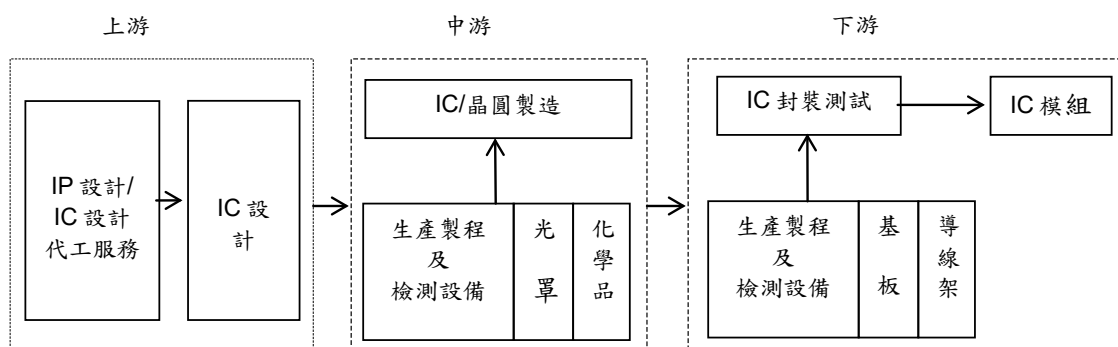 上游
IP 設計/
IC 設計
代工服務
IC 設
計
中游
IC/晶圓製造
生產製程
及
檢測設備
光
罩
化
學
品
下游
IC 封裝測試
IC 模組
生產製程
及
檢測設備
基
板
導
線
架